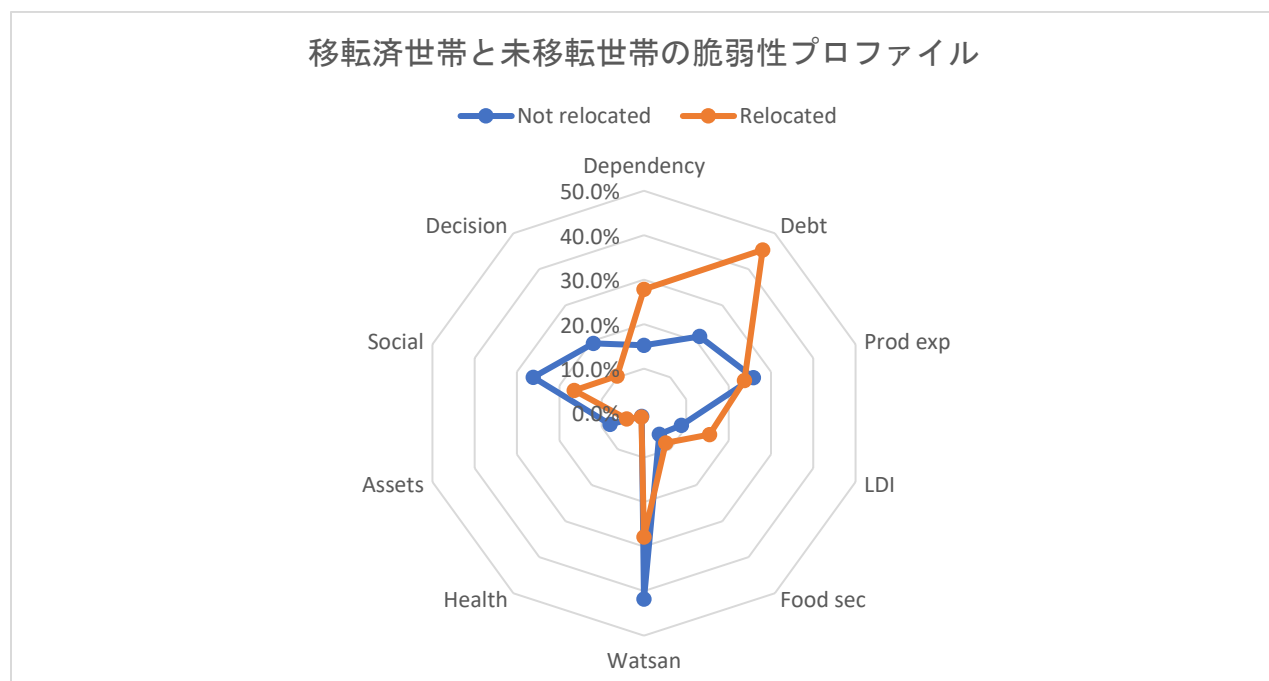 移転済世帯と未移転世帯の脆弱性プロファイル
Not relocated Relocated
Dependency
50.0%
Decision
Debt
40.0%
30.0%
20.0%
Social
Prod exp
10.0%
0.0%
Assets
LDI
Health
Food sec
Watsan